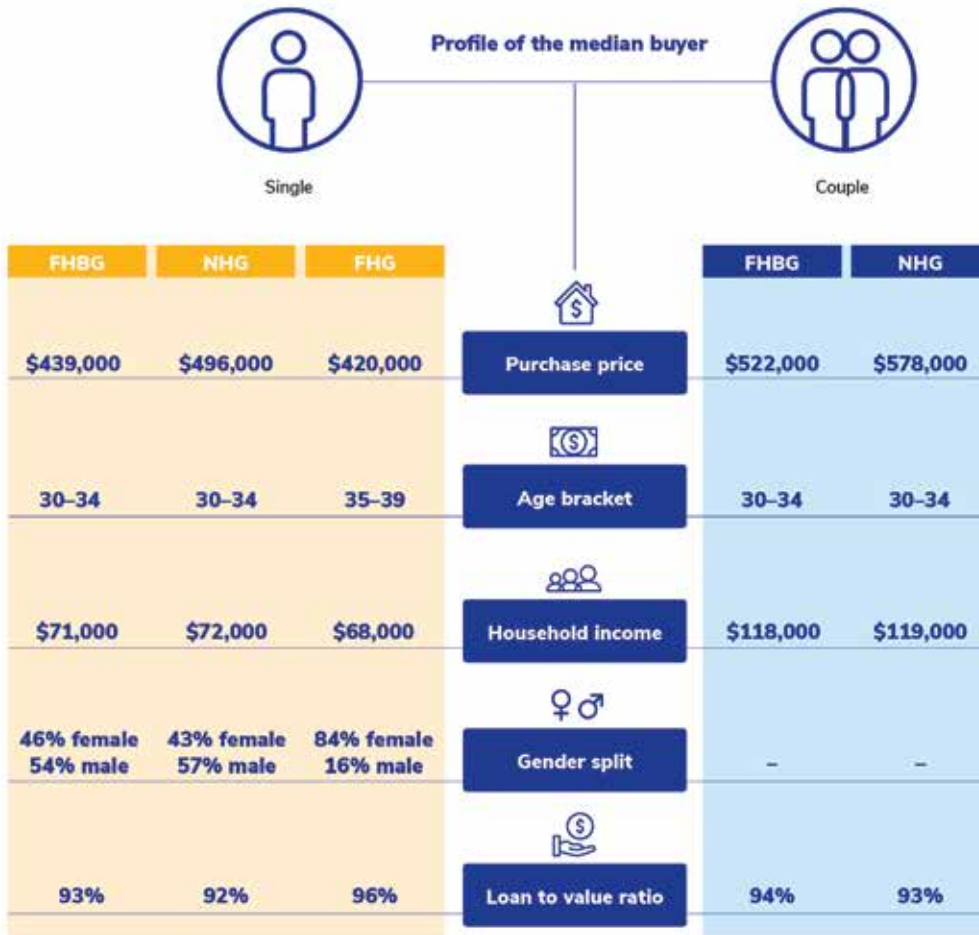 Profile of the median buyer
Single
Couple
FHBG NHG FHG FHBG NHG
$439,000 $496,000 $420,000 Purchase price $522,000 $578,000
30–34 30–34 35–39 Age bracket 30–34 30–34
$71,000 $72,000 $68,000 Household income $118,000 $119,000
46% female 43% female 84% female
54% male 57% male 16% male
Gender split – –
93% 92% 96% Loan to value ratio 94% 93%